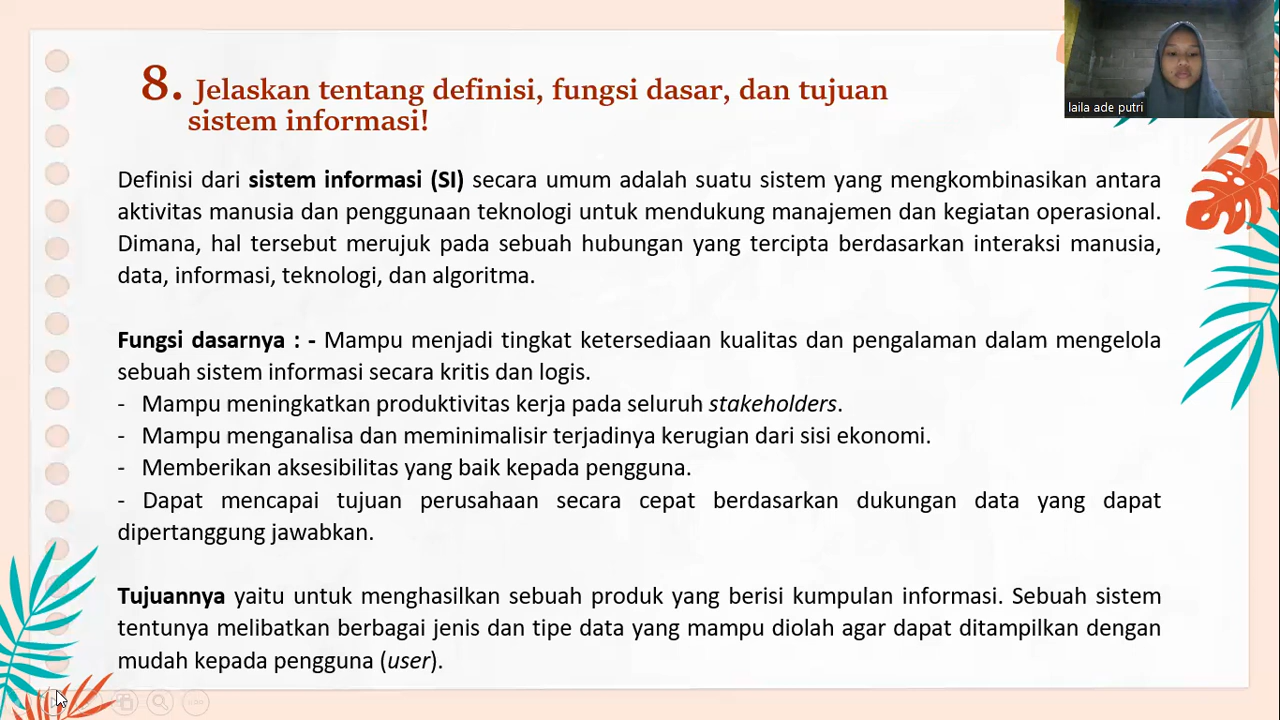 8. Jelaskan tentang definisi, fungsi dasar, dan tujuan
sistem informasi!
laila ade putri
Definisi dari sistem informasi (SI) secara umum adalah suatu sistem yang mengkombinasikan antara
aktivitas manusia dan penggunaan teknologi untuk mendukung manajemen dan kegiatan operasional.
Dimana, hal tersebut merujuk pada sebuah hubungan yang tercipta berdasarkan interaksi manusia,
data, informasi, teknologi, dan algoritma.
Fungsi dasarnya : - Mampu menjadi tingkat ketersediaan kualitas dan pengalaman dalam mengelola
sebuah sistem informasi secara kritis dan logis.
- Mampu meningkatkan produktivitas kerja pada seluruh stakeholders.
- Mampu menganalisa dan meminimalisir terjadinya kerugian dari sisi ekonomi.
- Memberikan aksesibilitas yang baik kepada pengguna.
- Dapat mencapai tujuan perusahaan secara cepat berdasarkan dukungan data yang dapat
dipertanggung jawabkan.
Tujuannya yaitu untuk menghasilkan sebuah produk yang berisi kumpulan informasi. Sebuah sistem
tentunya melibatkan berbagai jenis dan tipe data yang mampu diolah agar dapat ditampilkan dengan
mudah kepada pengguna (user).